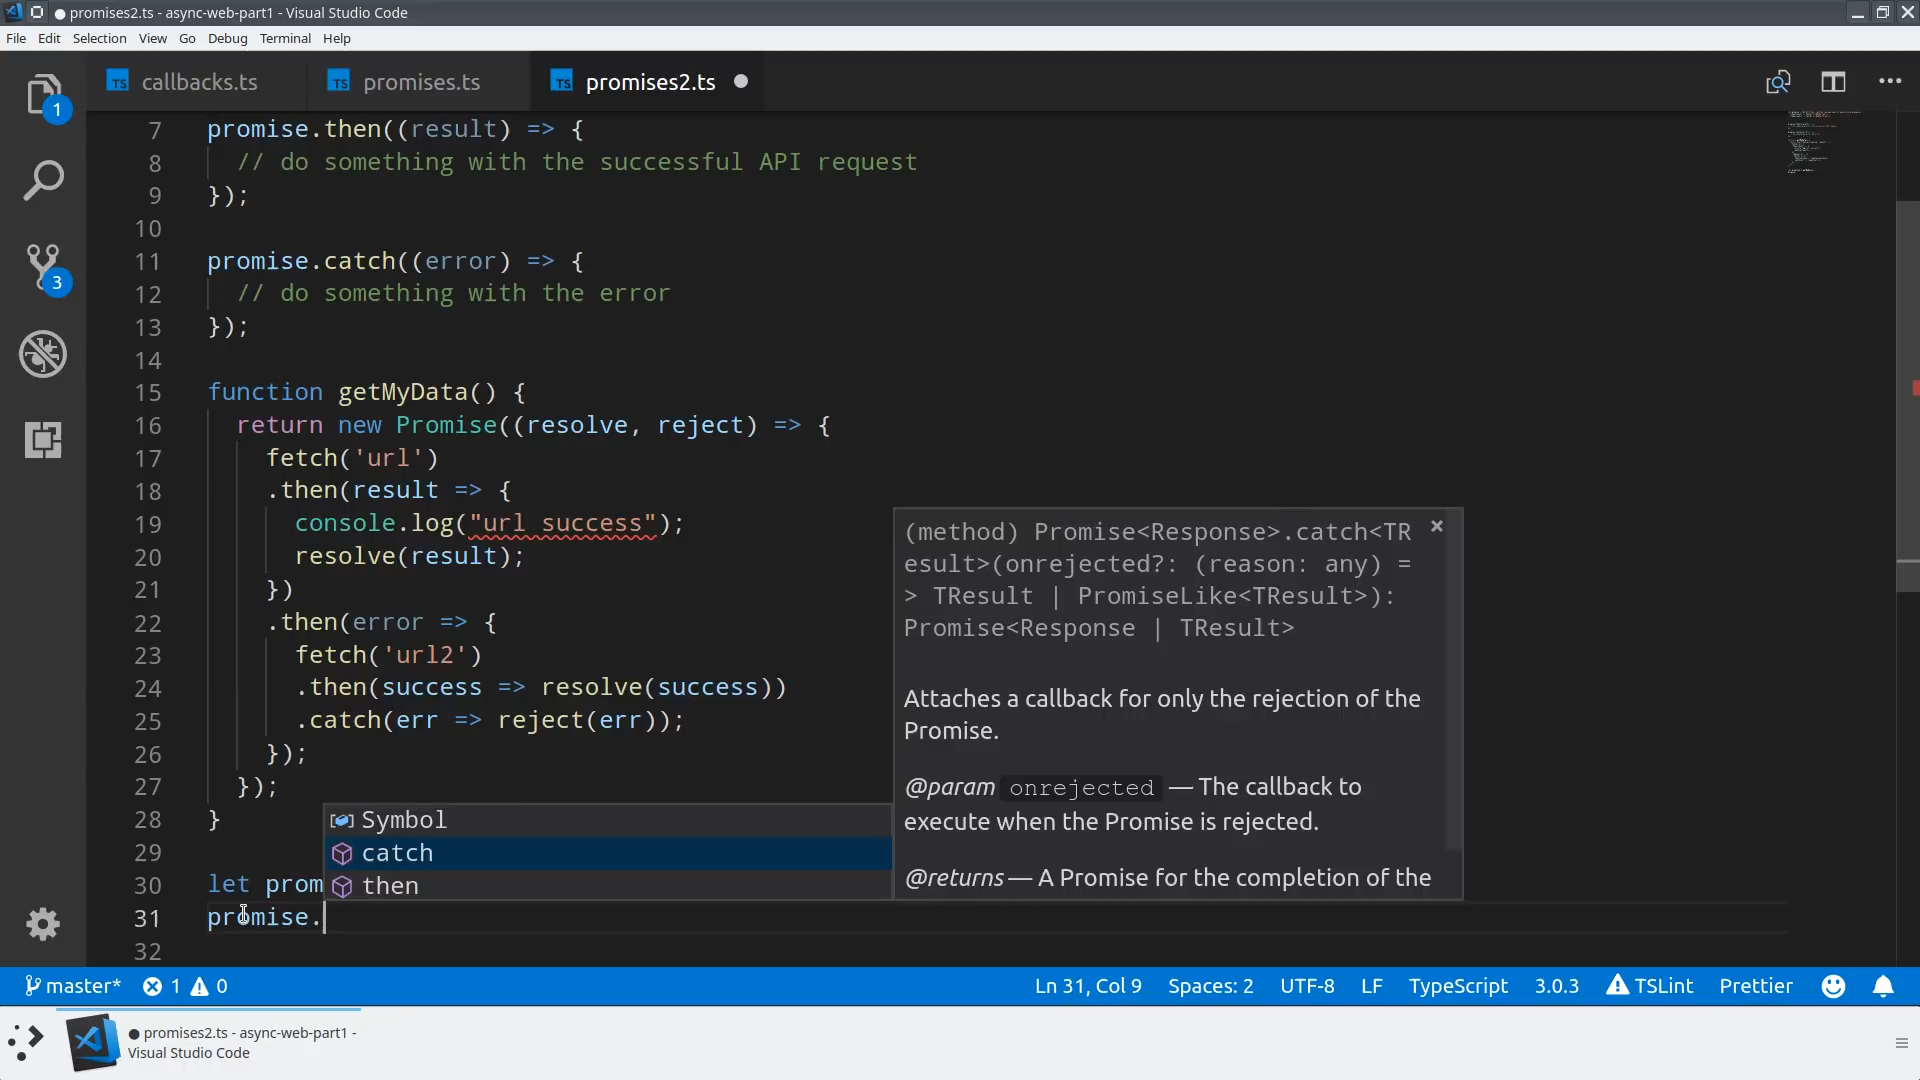 promises2.ts - async-web-part1 - Visual Studio Code
File Edit Selection View Go Debug Terminal Help
1
TS callbacks.ts TS promises.ts TS promises2.ts
3
7 promise.then((result) => {
8 // do something with the successful API request
9 });
10
11 promise.catch((error) => {
12 // do something with the error
13 });
14
15 function getMyData() {
16 return new Promise((resolve, reject) => {
17 fetch('url')
18 .then(result => {
19 console.log("url success");
20 resolve(result);
21 })
22 .then(error => {
23 fetch('url2')
24 .then(success => resolve(success))
25 .catch(err => reject(err));
26 });
27 });
28 }
29
30 let prom
31 promise.
32
Symbol
catch
then
(method) Promise<Response>.catch<TR
esult>(onrejected?: (reason: any) =
> TResult | PromiseLike<TResult>):
Promise<Response | TResult>
Attaches a callback for only the rejection of the
Promise.
@param onrejected — The callback to
execute when the Promise is rejected.
@returns — A Promise for the completion of the
master* 1 0 Ln 31, Col 9 Spaces: 2 UTF-8 LF TypeScript 3.0.3 TSLint Prettier
promises2.ts - async-web-part1 -
Visual Studio Code